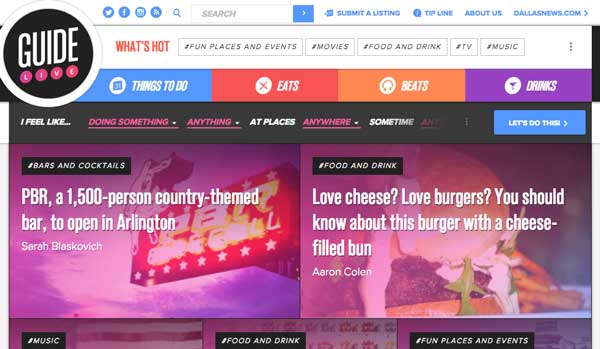 GUIDE
LIVE
SEARCH
SUBMIT A LISTING
TIP LINE
ABOUT US
DALLASNEWS.COM
WHAT'S HOT
#FUN PLACES AND EVENTS
#MOVIES
#FOOD AND DRINK
#TV
#MUSIC
THINGS TO DO
EATS
BEATS
DRINKS
I FEEL LIKE... DOING SOMETHING ANYTHING AT PLACES ANYWHERE SOMETIME
LET'S DO THIS!
#BARS AND COCKTAILS
PBR, a 1,500-person country-themed
bar, to open in Arlington
Sarah Blaskovich
#FOOD AND DRINK
Love cheese? Love burgers? You should
know about this burger with a cheese-
filled bun
Aaron Colen
#MUSIC
#FOOD AND DRINK
#FUN PLACES AND EVENTS